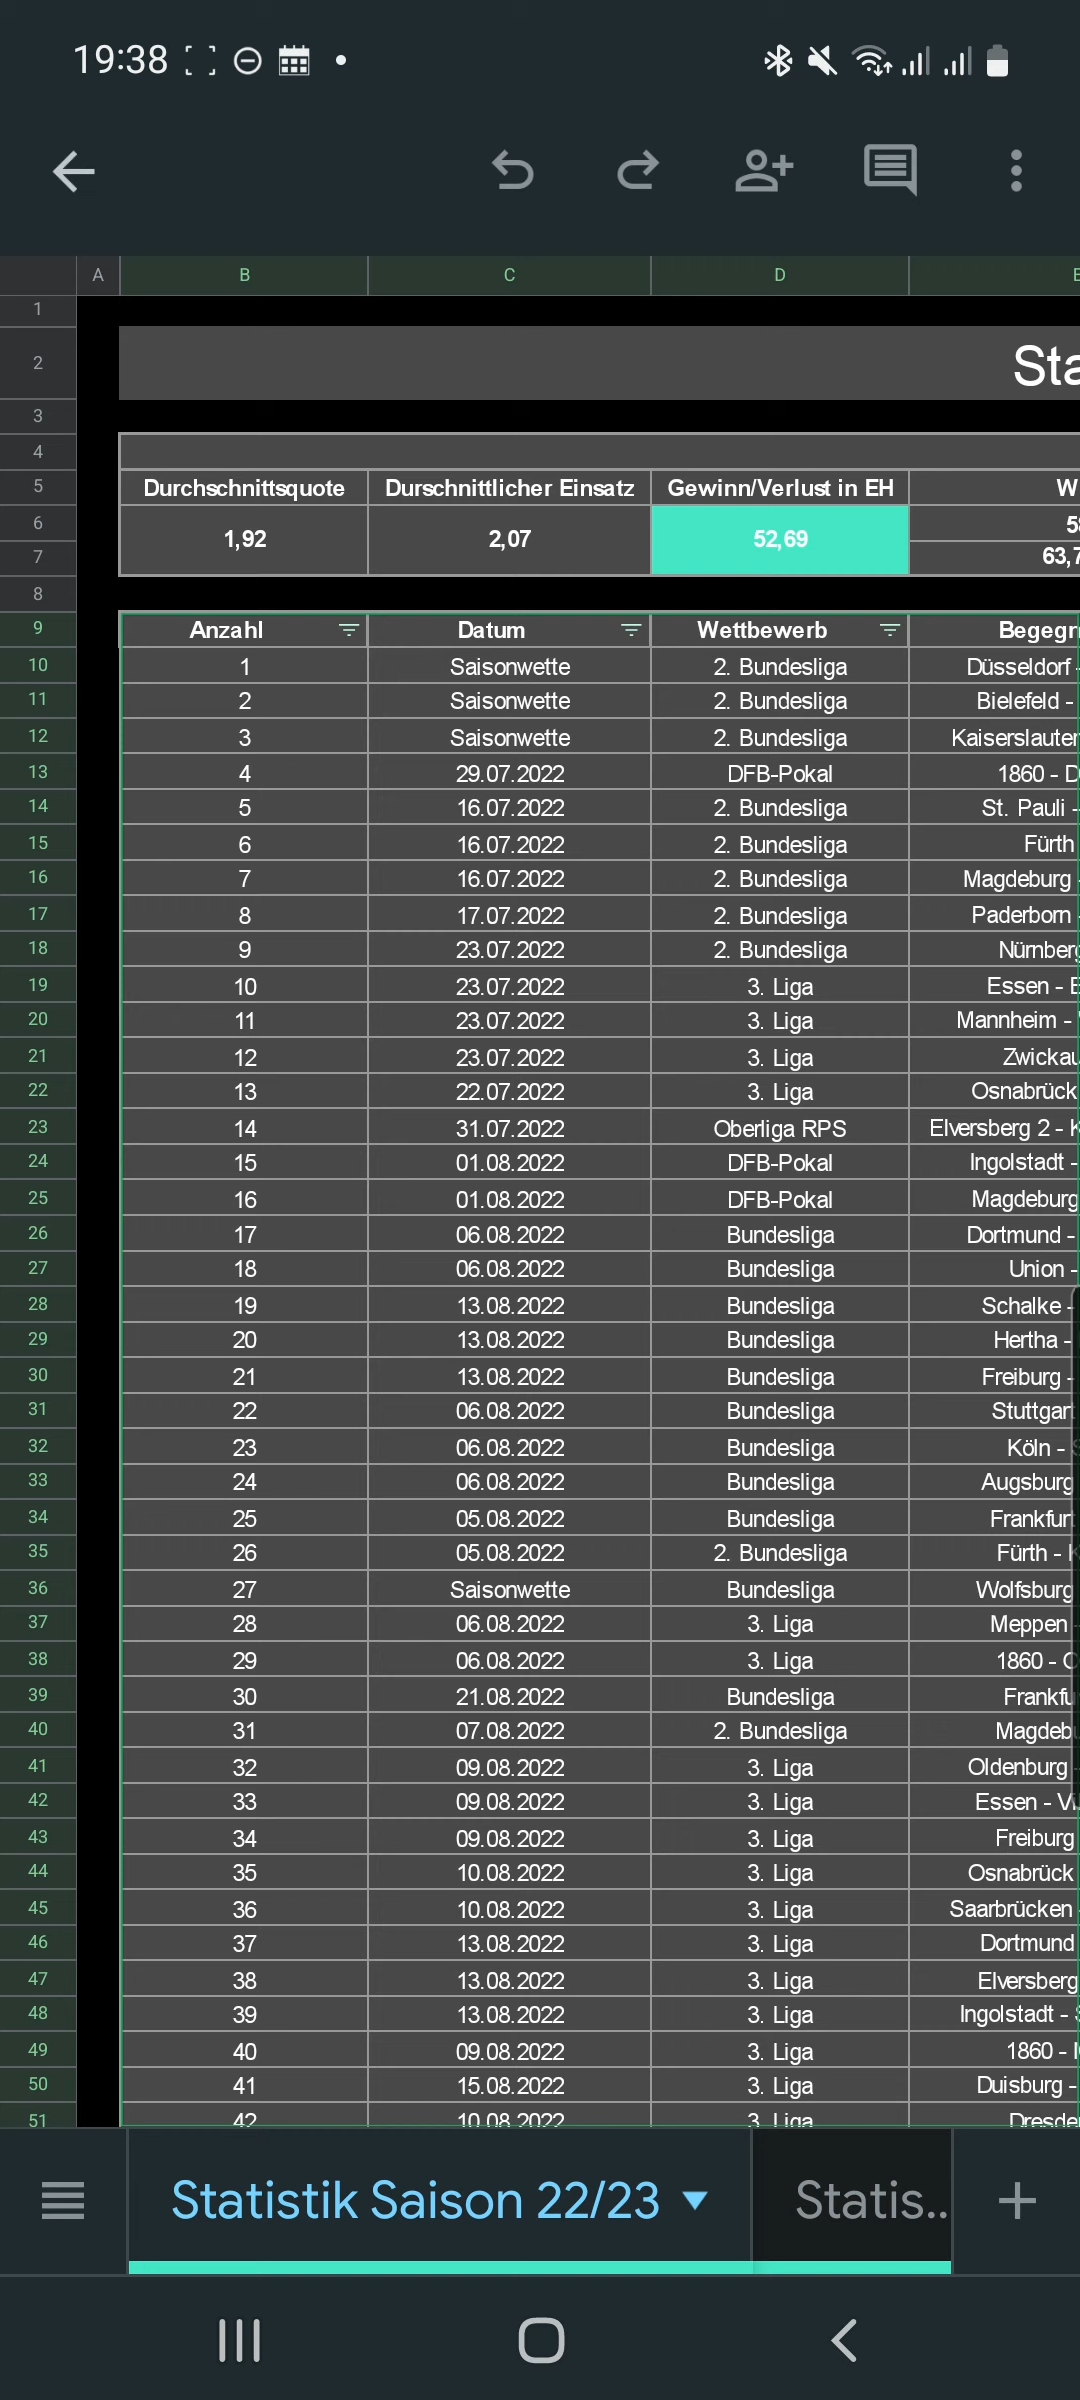 19:38
A B C D
1
2 Sta
3
4
5 Durchschnittsquote Durschnittlicher Einsatz Gewinn/Verlust in EH W
6 1,92 2,07 52,69
7 63,7
8
9 Anzahl Datum Wettbewerb Begegn
10 1 Saisonwette 2. Bundesliga Düsseldorf -
11 2 Saisonwette 2. Bundesliga Bielefeld -
12 3 Saisonwette 2. Bundesliga Kaiserslauter
13 4 29.07.2022 DFB-Pokal 1860 - D
14 5 16.07.2022 2. Bundesliga St. Pauli -
15 6 16.07.2022 2. Bundesliga Fürth
16 7 16.07.2022 2. Bundesliga Magdeburg -
17 8 17.07.2022 2. Bundesliga Paderborn -
18 9 23.07.2022 2. Bundesliga Nürnberg
19 10 23.07.2022 3. Liga Essen - E
20 11 23.07.2022 3. Liga Mannheim -
21 12 23.07.2022 3. Liga Zwickau
22 13 22.07.2022 3. Liga Osnabrück
23 14 31.07.2022 Oberliga RPS Elversberg 2 - K
24 15 01.08.2022 DFB-Pokal Ingolstadt -
25 16 01.08.2022 DFB-Pokal Magdeburg
26 17 06.08.2022 Bundesliga Dortmund -
27 18 06.08.2022 Bundesliga Union -
28 19 13.08.2022 Bundesliga Schalke -
29 20 13.08.2022 Bundesliga Hertha -
30 21 13.08.2022 Bundesliga Freiburg -
31 22 06.08.2022 Bundesliga Stuttgart
32 23 06.08.2022 Bundesliga Köln - S
33 24 06.08.2022 Bundesliga Augsburg
34 25 05.08.2022 Bundesliga Frankfurt
35 26 05.08.2022 2. Bundesliga Fürth - K
36 27 Saisonwette Bundesliga Wolfsburg
37 28 06.08.2022 3. Liga Meppen -
38 29 06.08.2022 3. Liga 1860 - O
39 30 21.08.2022 Bundesliga Frankfu
40 31 07.08.2022 2. Bundesliga Magdebu
41 32 09.08.2022 3. Liga Oldenburg -
42 33 09.08.2022 3. Liga Essen - Vi
43 34 09.08.2022 3. Liga Freiburg
44 35 10.08.2022 3. Liga Osnabrück
45 36 10.08.2022 3. Liga Saarbrücken -
46 37 13.08.2022 3. Liga Dortmund
47 38 13.08.2022 3. Liga Elversberg
48 39 13.08.2022 3. Liga Ingolstadt - S
49 40 09.08.2022 3. Liga 1860 -
50 41 15.08.2022 3. Liga Duisburg -
51 42 10.08.2022 3. Liga Dresde
Statistik Saison 22/23 Statis..